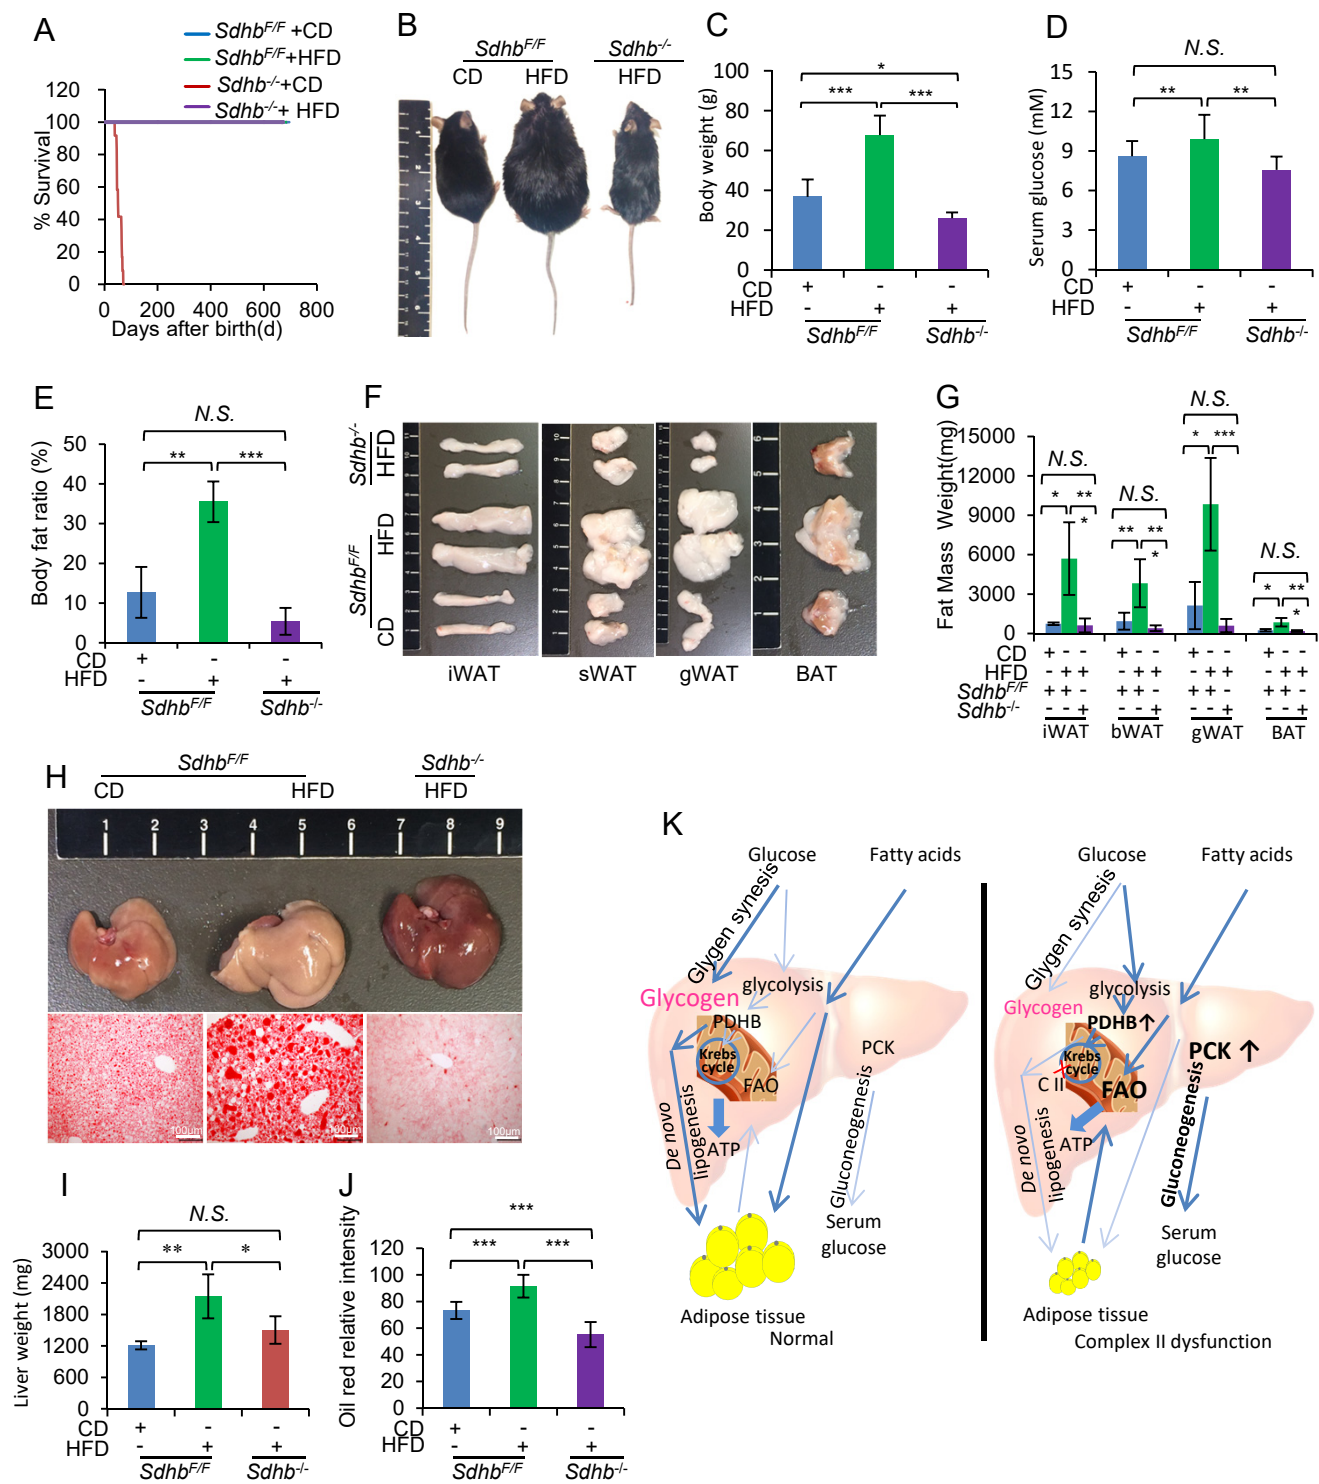 A
Sdhb^F/F +CD
Sdhb^F/F+HFD
Sdhb^-/-+CD
Sdhb^-/-+ HFD
120
100
80
60
40
20
0
% Survival
0 200 400 600 800
Days after birth(d)
B
Sdhb^F/F Sdhb^-/-
CD HFD HFD
C
*
*** ***
100
80
60
40
20
0
Body weight (g)
CD + - -
HFD - + +
Sdhb^F/F Sdhb^-/-
D
N.S.
** **
15
12
9
6
3
0
Serum glucose (mM)
CD + - -
HFD - + +
Sdhb^F/F Sdhb^-/-
E
N.S.
** ***
50
40
30
20
10
0
Body fat ratio (%)
CD + - -
HFD - + +
Sdhb^F/F Sdhb^-/-
F
Sdhb^-/-
HFD
HFD
Sdhb^F/F
CD
iWAT sWAT gWAT BAT
G
N.S.
* ***
N.S.
* **
*
N.S.
** **
*
N.S.
* **
*
15000
12000
9000
6000
3000
0
Fat Mass Weight(mg)
CD + - - + - - + - - + - -
HFD - + + - + + - + + - + +
Sdhb^F/F + + - + + - + + - + + -
Sdhb^-/- - - + - - + - - + - - +
iWAT bWAT gWAT BAT
H
Sdhb^F/F Sdhb^-/-
CD HFD HFD
1 2 3 4 5 6 7 8 9
100μm 100μm 100μm
I
N.S.
** *
3000
2400
1800
1200
600
0
Liver weight (mg)
CD + - -
HFD - + +
Sdhb^F/F Sdhb^-/-
J
***
*** ***
120
100
80
60
40
20
0
Oil red relative intensity
CD + - -
HFD - + +
Sdhb^F/F Sdhb^-/-
K
Glucose Fatty acids
Glygen synesis
Glycogen
glycolysis
PDHB
Krebs
cycle
FAO
PCK
ATP
De novo
lipogenesis
Gluconeogenesis
Serum
glucose
Adipose tissue
Normal
Glucose Fatty acids
Glygen synesis
Glycogen
glycolysis
PDHB↑
Krebs
cycle
C II
FAO
PCK ↑
ATP
De novo
lipogenesis
Gluconeogenesis
Serum
glucose
Adipose tissue
Complex II dysfunction